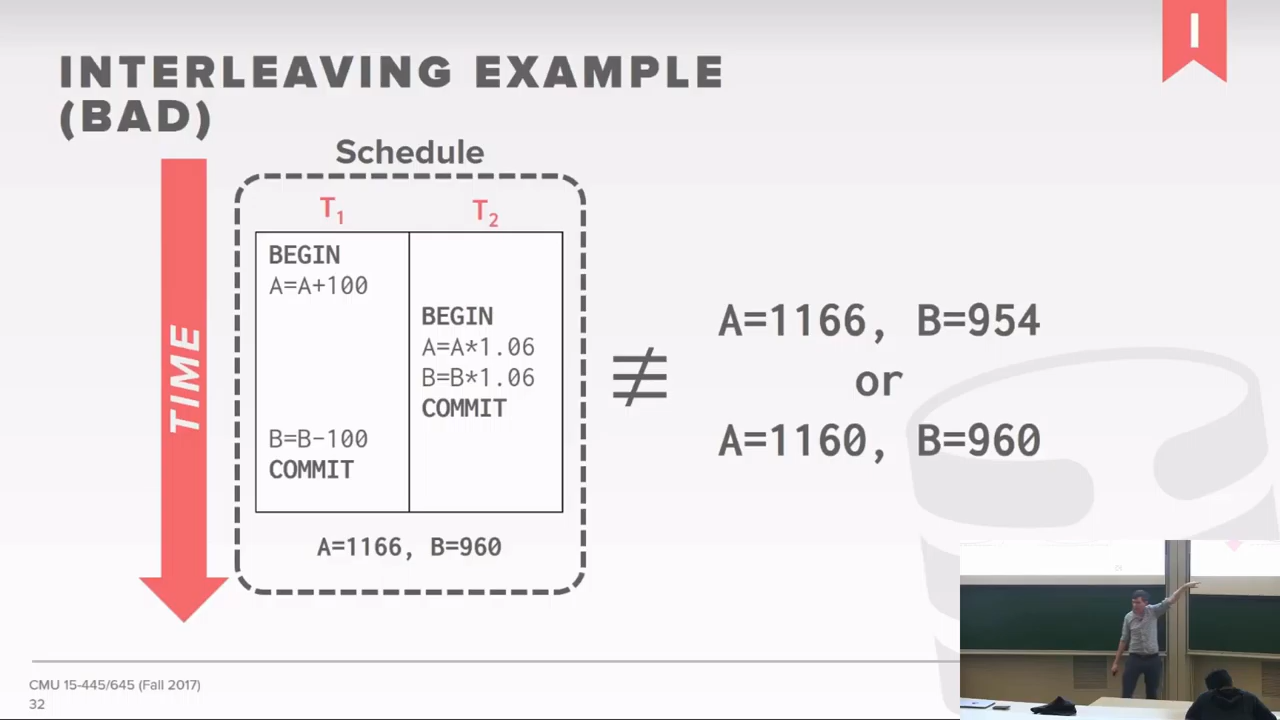 I
INTERLEAVING EXAMPLE
(BAD)
Schedule
TIME
T1
T2
BEGIN
A=A+100
BEGIN
A=A*1.06
B=B*1.06
COMMIT
B=B-100
COMMIT
A=1166, B=960
≠
A=1166, B=954
or
A=1160, B=960
CMU 15-445/645 (Fall 2017)
32